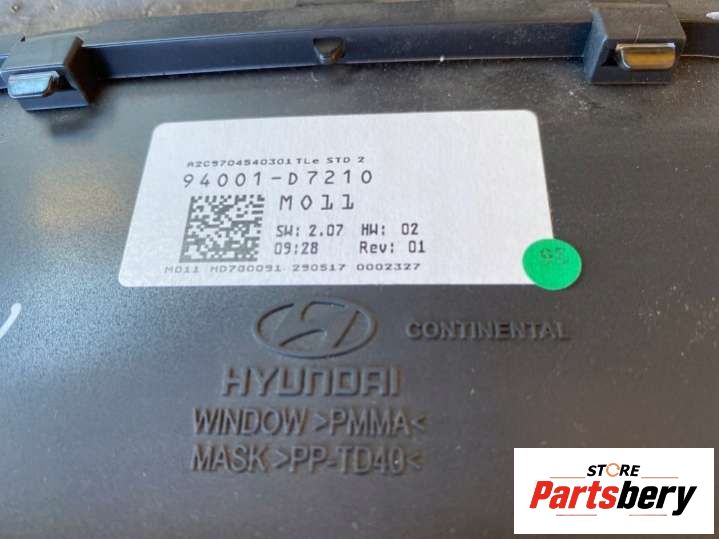 A2C9704540301 TLe STD 2
94001-D7210
M011
SW: 2.07 HW: 02
09:28 Rev: 01
M011 MD700091 290517 0002327
CONTINENTAL
HYUNDAI
WINDOW >PMMA<
MASK >PP-TD40<
STORE
Partsbery